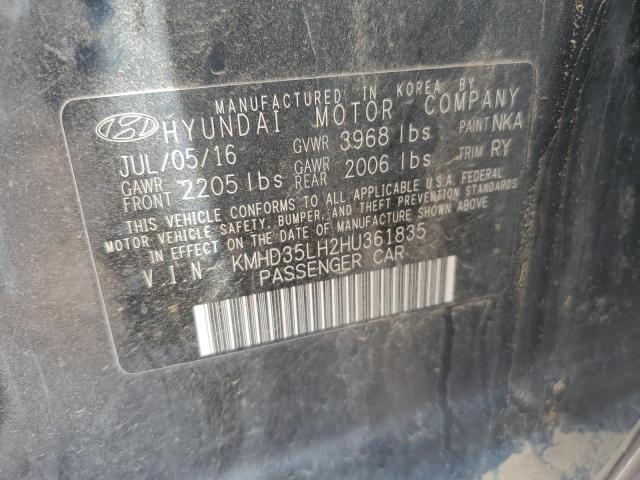 MANUFACTURED IN KOREA BY
HYUNDAI MOTOR COMPANY
JUL/05/16 GVWR 3968 lbs PAINT NKA
GAWR FRONT 2205 lbs GAWR REAR 2006 lbs TRIM RY
THIS VEHICLE CONFORMS TO ALL APPLICABLE U.S.A. FEDERAL
MOTOR VEHICLE SAFETY, BUMPER, AND THEFT PREVENTION STANDARDS
IN EFFECT ON THE DATE OF MANUFACTURE SHOWN ABOVE.
V.I.N KMHD35LH2HU361835
PASSENGER CAR